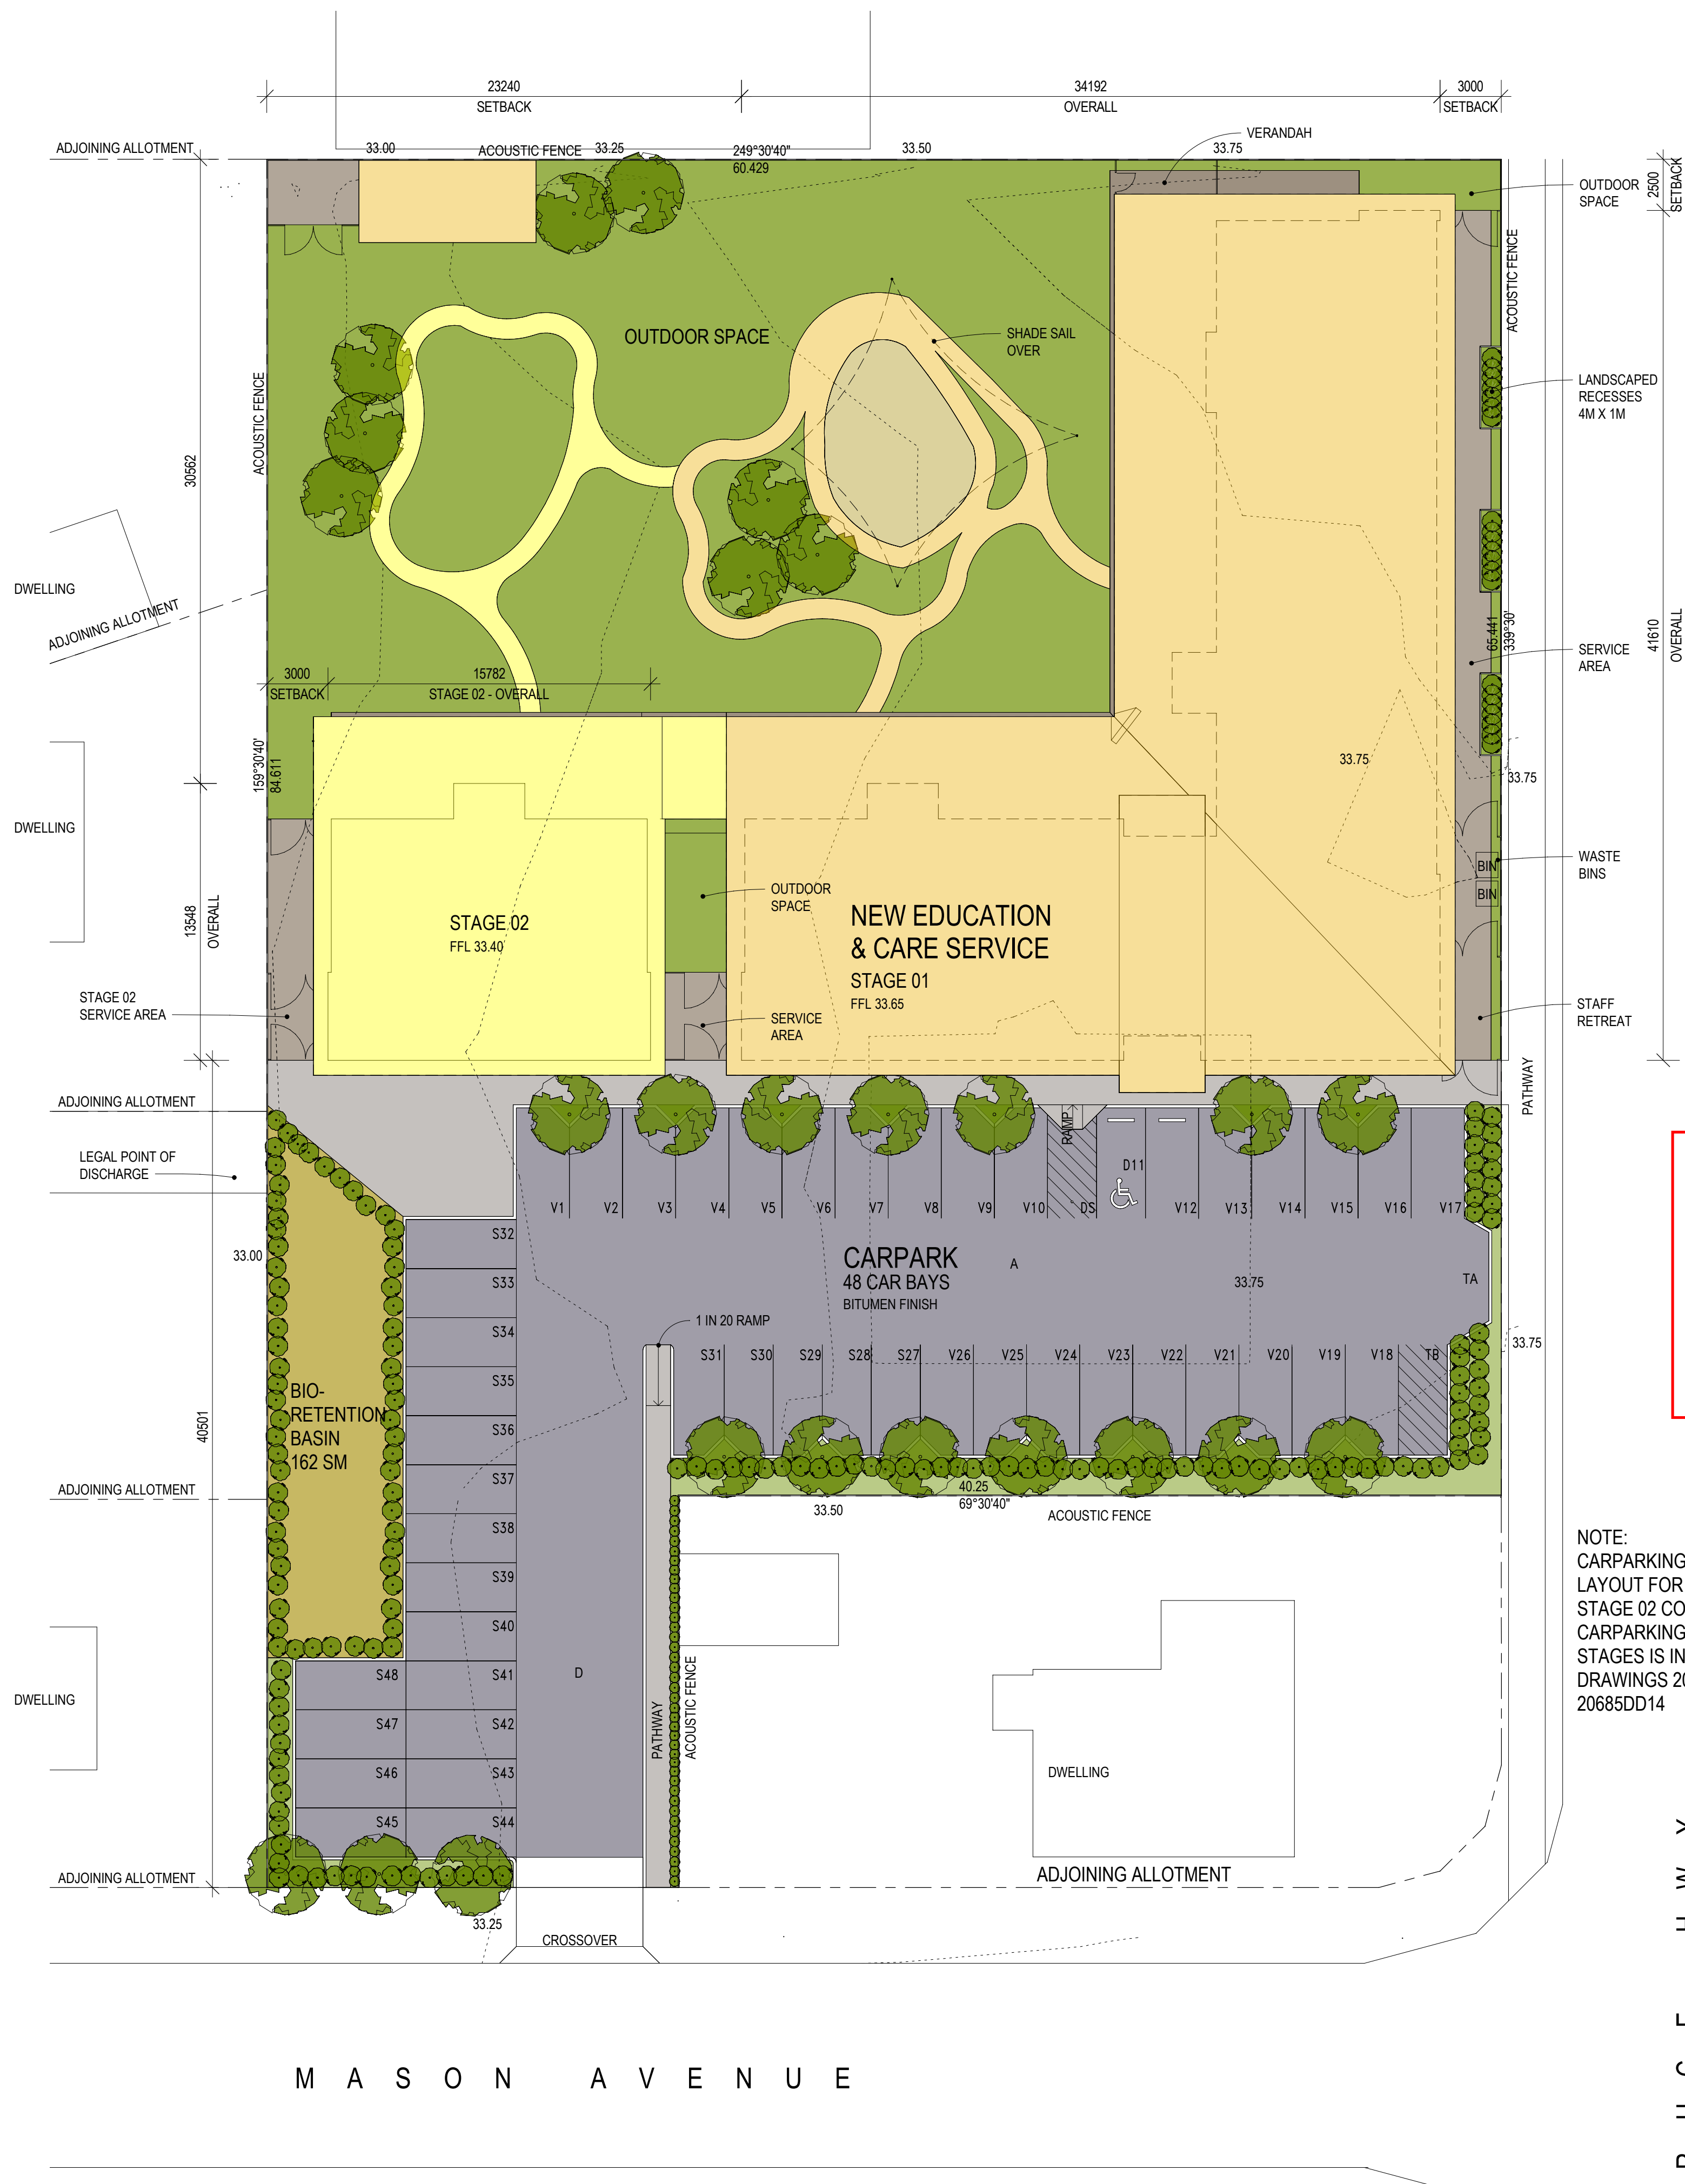 23240
SETBACK
34192
OVERALL
3000
SETBACK
VERANDAH
ADJOINING ALLOTMENT
33.00
ACOUSTIC FENCE
33.25
249°30'40"
60.429
33.50
33.75
2500
SETBACK
OUTDOOR
SPACE
ACOUSTIC FENCE
OUTDOOR SPACE
SHADE SAIL
OVER
LANDSCAPED
RECESSES
4M X 1M
ACOUSTIC FENCE
30562
DWELLING
ADJOINING ALLOTMENT
65.441
339°30'
41610
OVERALL
SERVICE
AREA
3000
SETBACK
15782
STAGE 02 - OVERALL
159°30'40'
84.611
33.75
33.75
DWELLING
BIN
BIN
WASTE
BINS
13548
OVERALL
STAGE 02
FFL 33.40
OUTDOOR
SPACE
NEW EDUCATION
& CARE SERVICE
STAGE 01
FFL 33.65
STAGE 02
SERVICE AREA
SERVICE
AREA
STAFF
RETREAT
PATHWAY
ADJOINING ALLOTMENT
LEGAL POINT OF
DISCHARGE
RAMP
D11
V1
V2
V3
V4
V5
V6
V7
V8
V9
V10
DS
V12
V13
V14
V15
V16
V17
33.00
S32
S33
S34
S35
S36
S37
S38
S39
S40
CARPARK
48 CAR BAYS
BITUMEN FINISH
A
33.75
TA
1 IN 20 RAMP
33.75
S31
S30
S29
S28
S27
V26
V25
V24
V23
V22
V21
V20
V19
V18
TB
BIO-
RETENTION
BASIN
162 SM
40501
ADJOINING ALLOTMENT
40.25
69°30'40"
33.50
ACOUSTIC FENCE
NOTE:
CARPARKING
LAYOUT FOR
STAGE 02 CO
CARPARKING
STAGES IS IN
DRAWINGS 20
20685DD14
S48
S41
S47
S42
S46
S43
S45
S44
D
PATHWAY
ACOUSTIC FENCE
DWELLING
DWELLING
ADJOINING ALLOTMENT
ADJOINING ALLOTMENT
33.25
CROSSOVER
MASON AVENUE